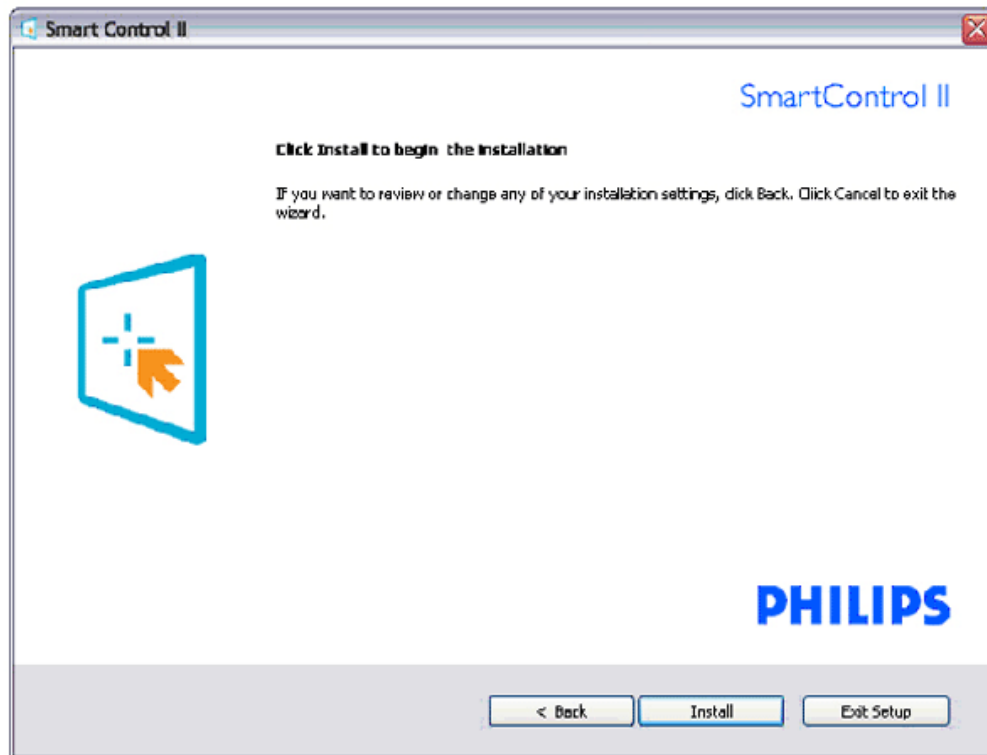 Smart Control II
SmartControl II
Click Install to begin the installation
If you want to review or change any of your installation settings, click Back. Click Cancel to exit the
wizard.
PHILIPS
< Back
Install
Exit Setup